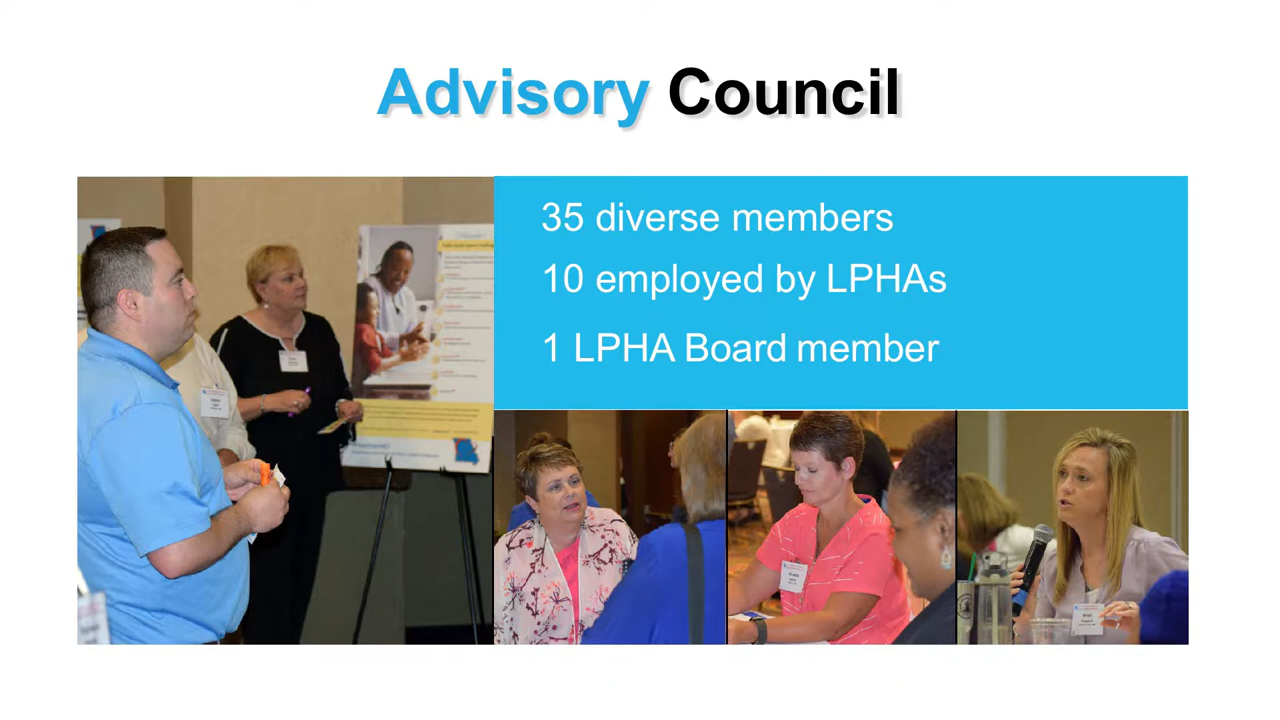 Advisory Council
35 diverse members
10 employed by LPHAs
1 LPHA Board member